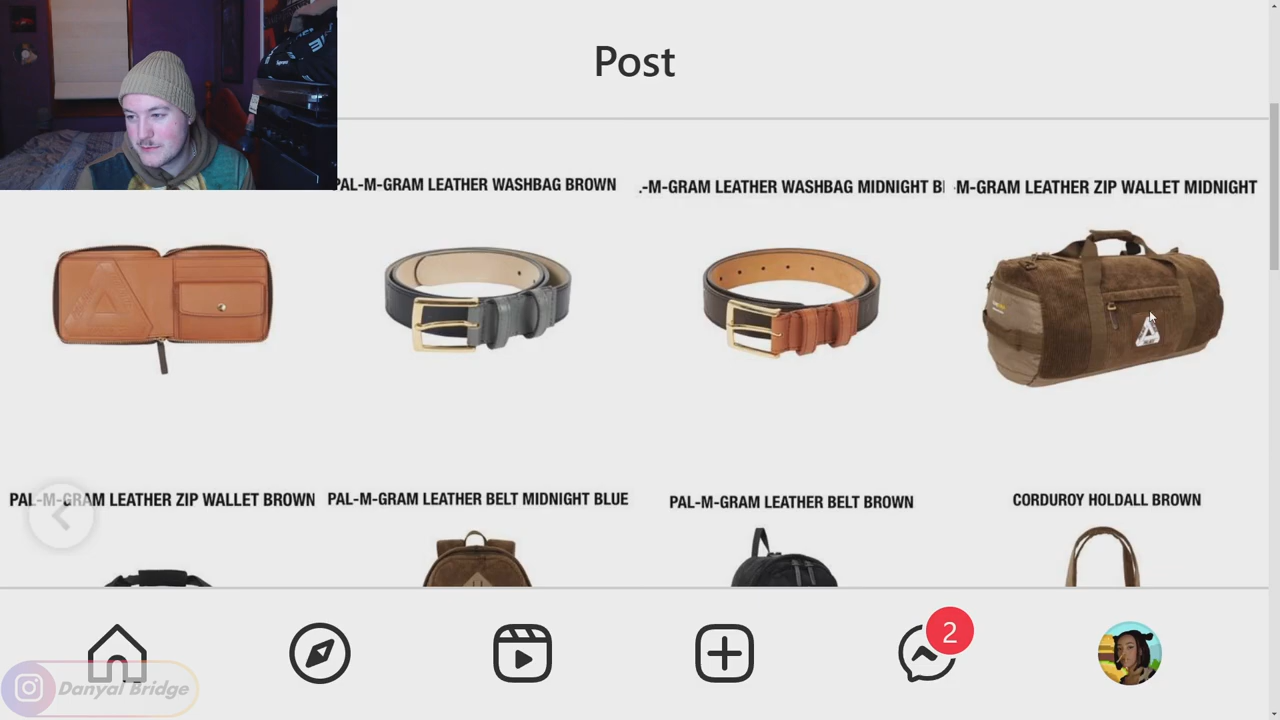 Post
PAL-M-GRAM LEATHER WASHBAG BROWN
.-M-GRAM LEATHER WASHBAG MIDNIGHT BI
M-GRAM LEATHER ZIP WALLET MIDNIGHT
PAL-M-GRAM LEATHER ZIP WALLET BROWN
PAL-M-GRAM LEATHER BELT MIDNIGHT BLUE
PAL-M-GRAM LEATHER BELT BROWN
CORDUROY HOLDALL BROWN
2
Danyal Bridge